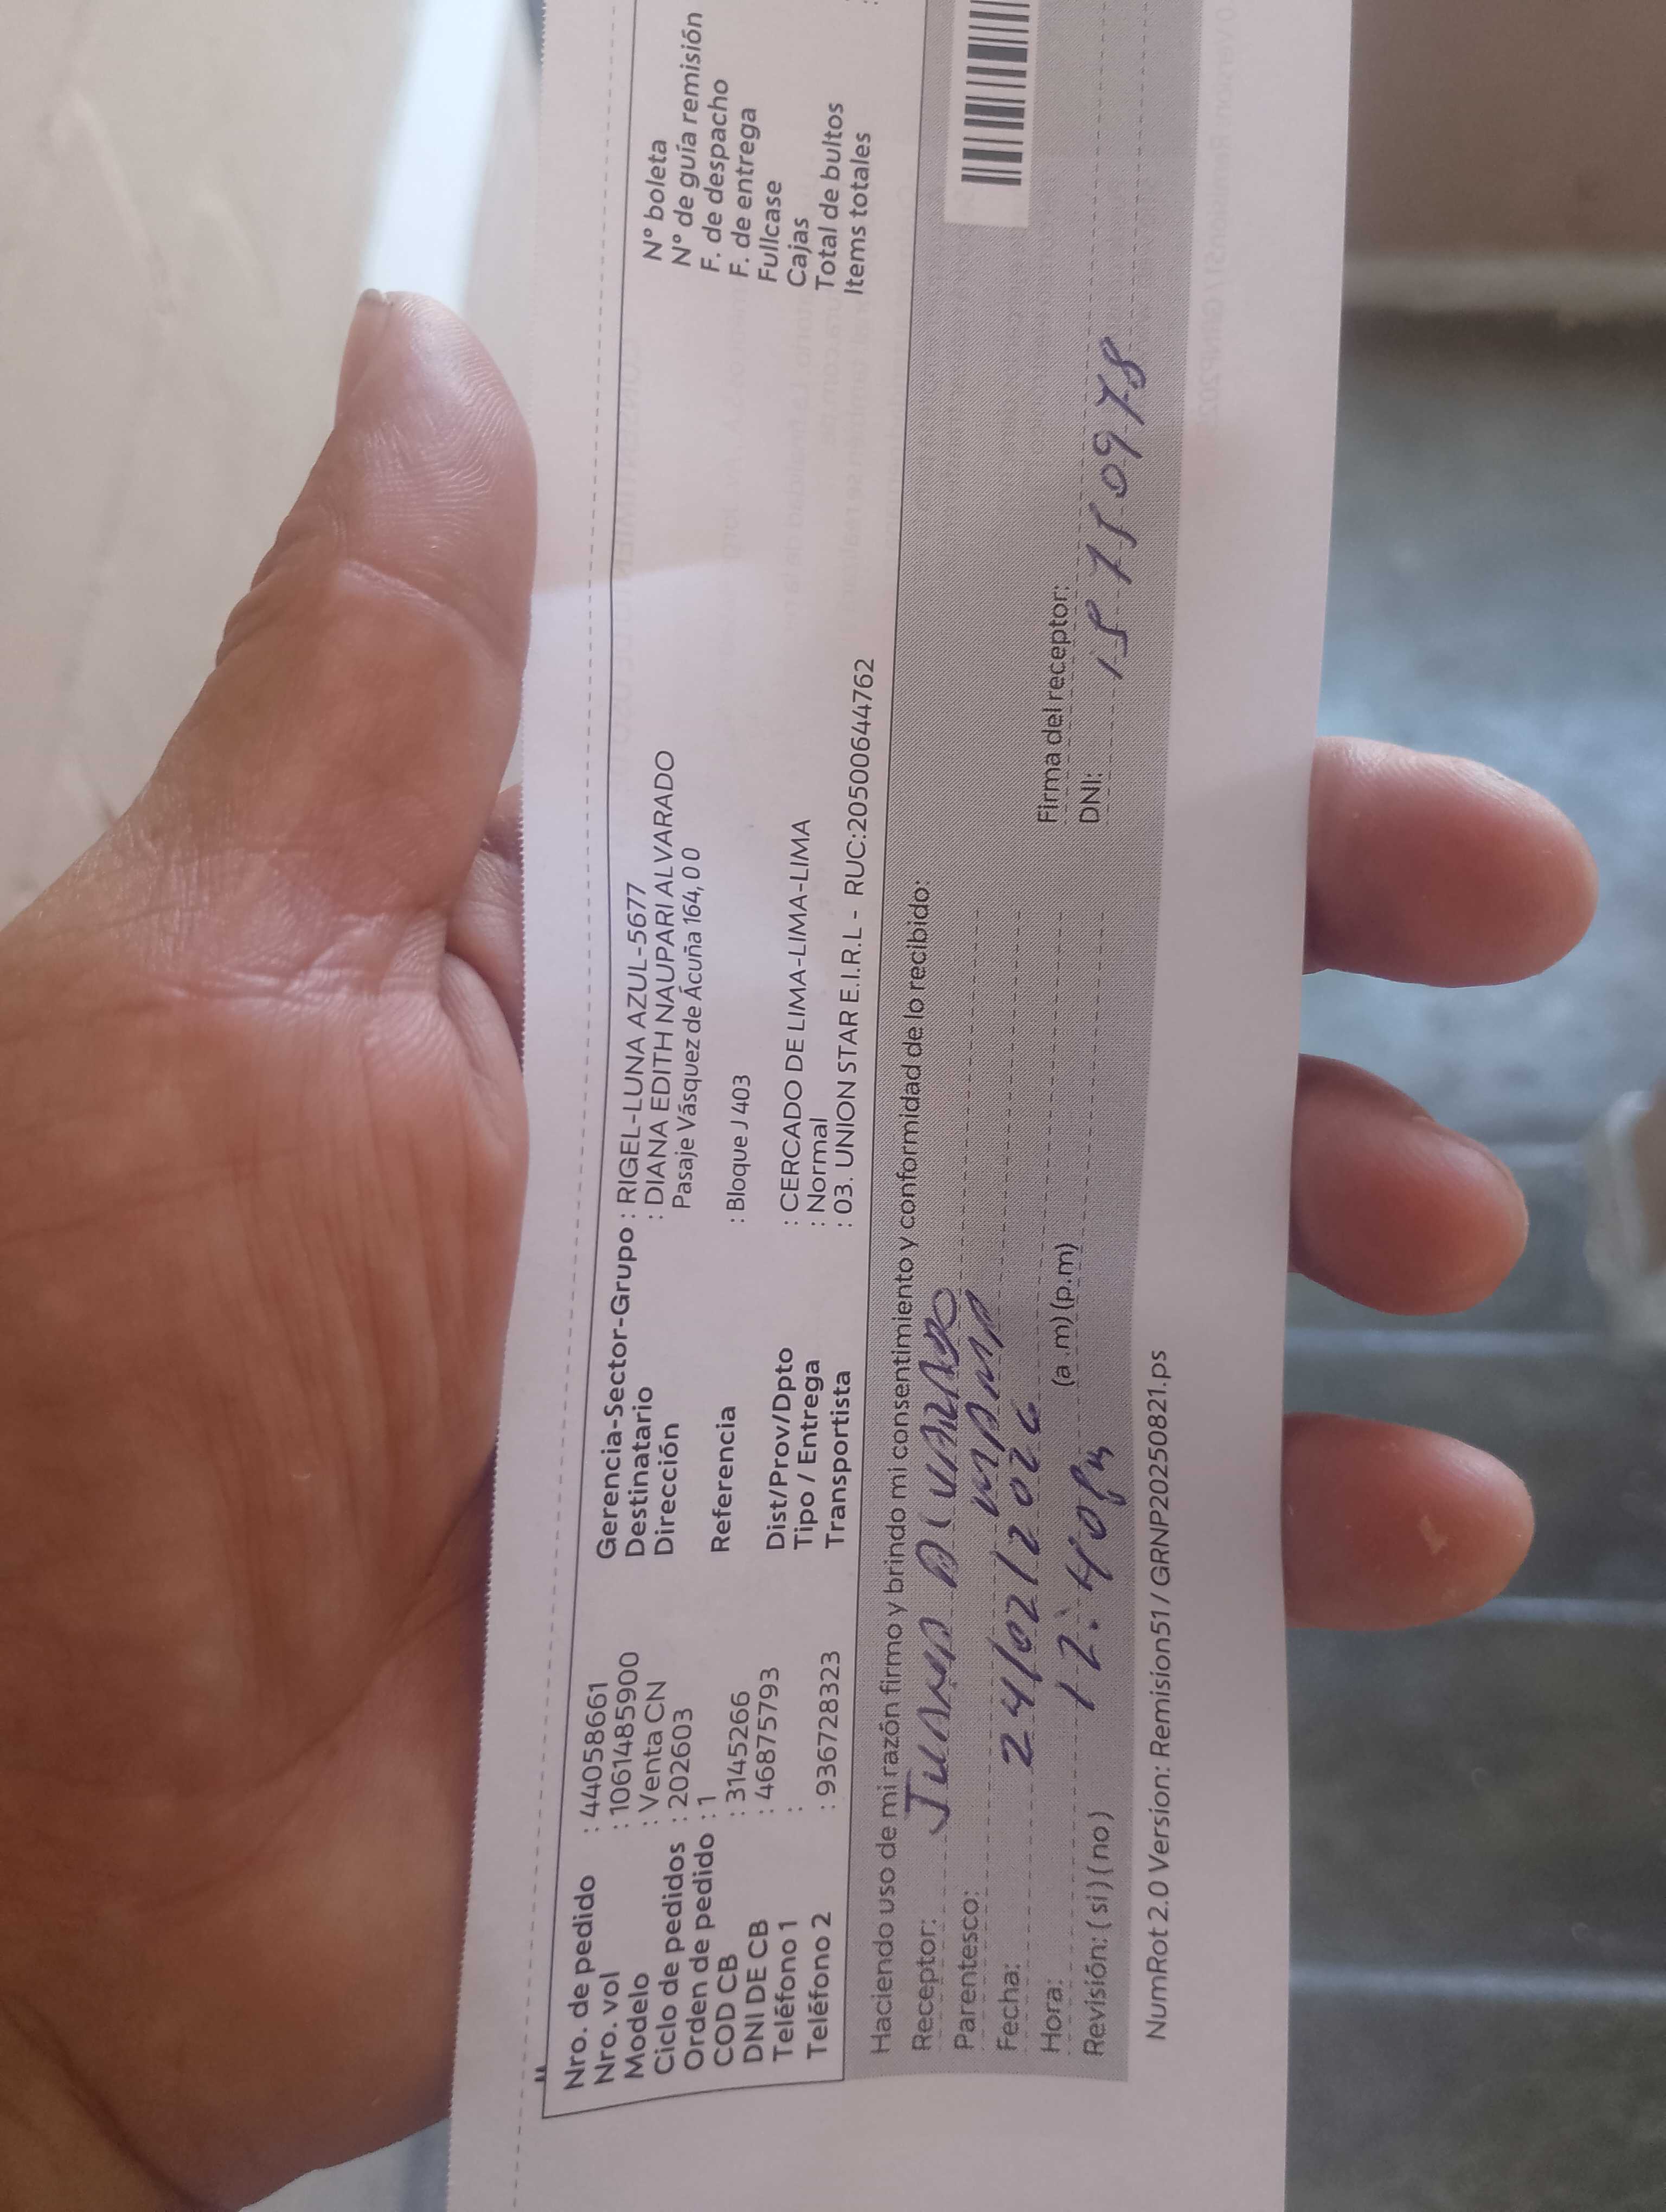 Nro. de pedido : 44058661
Nro. vol : 1061485900
Modelo : Venta CN
Ciclo de pedidos : 202603
Orden de pedido : 1
COD CB : 3145266
DNI DE CB : 46875793
Teléfono 1 :
Teléfono 2 : 936728323
Gerencia-Sector-Grupo : RIGEL-LUNA AZUL-5677
Destinatario : DIANA EDITH NAUPARI ALVARADO
Dirección Pasaje Vásquez de Acuña 164, 0 0
Referencia : Bloque J 403
Dist/Prov/Dpto : CERCADO DE LIMA-LIMA-LIMA
Tipo / Entrega : Normal
Transportista : 03. UNION STAR E.I.R.L - RUC:20500644762
N° boleta
N° de guía remisión
F. de despacho
F. de entrega
Fullcase
Cajas
Total de bultos
Items totales :
Haciendo uso de mi razón firmo y brindo mi consentimiento y conformidad de lo recibido:
Receptor: JUANA
Parentesco: MAMA
Fecha: 24/02/2026
Hora: 12:40pm (a.m)(p.m)
Revisión: (si)(no)
Firma del receptor:
DNI:
NumRot 2.0 Version: Remision51 / GRNP20250821.ps